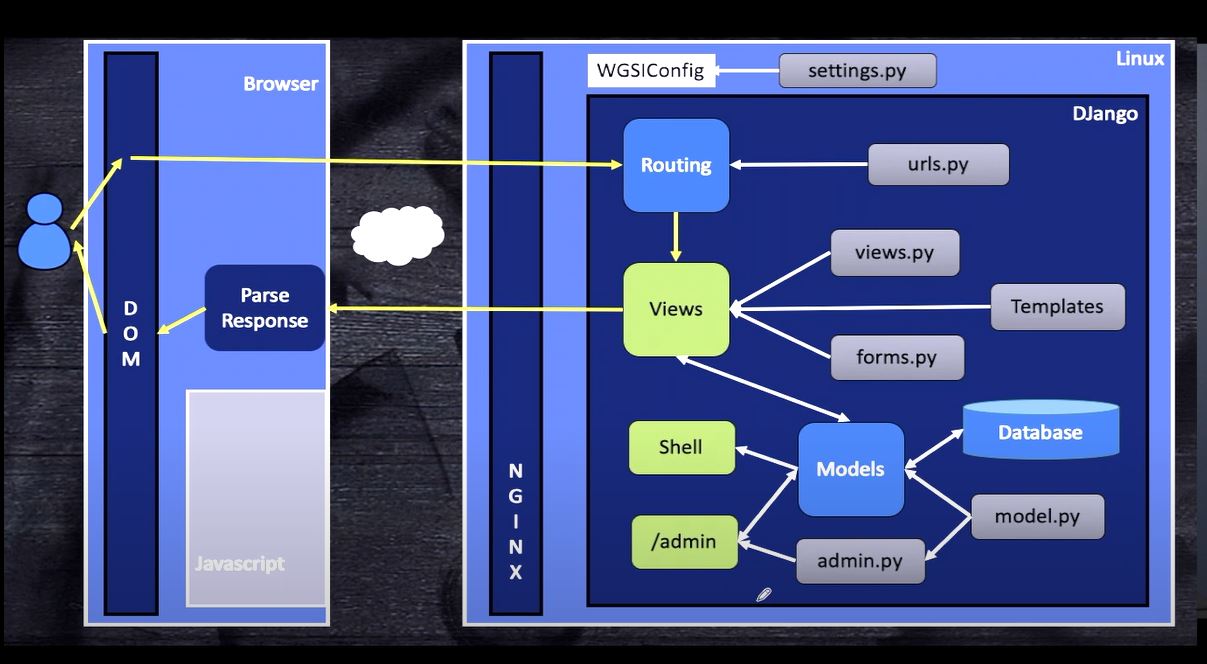 Browser
D
O
M
Parse
Response
Javascript
Linux
N
G
I
N
X
WGSIConfig
settings.py
DJango
Routing
urls.py
Views
views.py
Templates
forms.py
Shell
Models
Database
/admin
admin.py
model.py